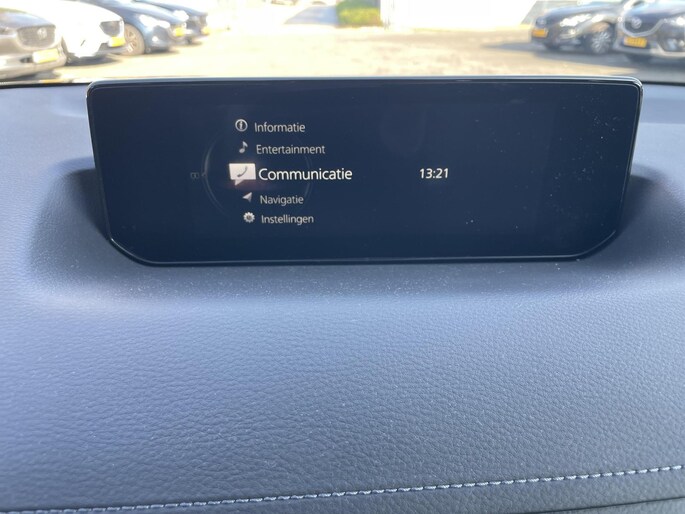 Informatie
Entertainment
Communicatie
13:21
Navigatie
Instellingen